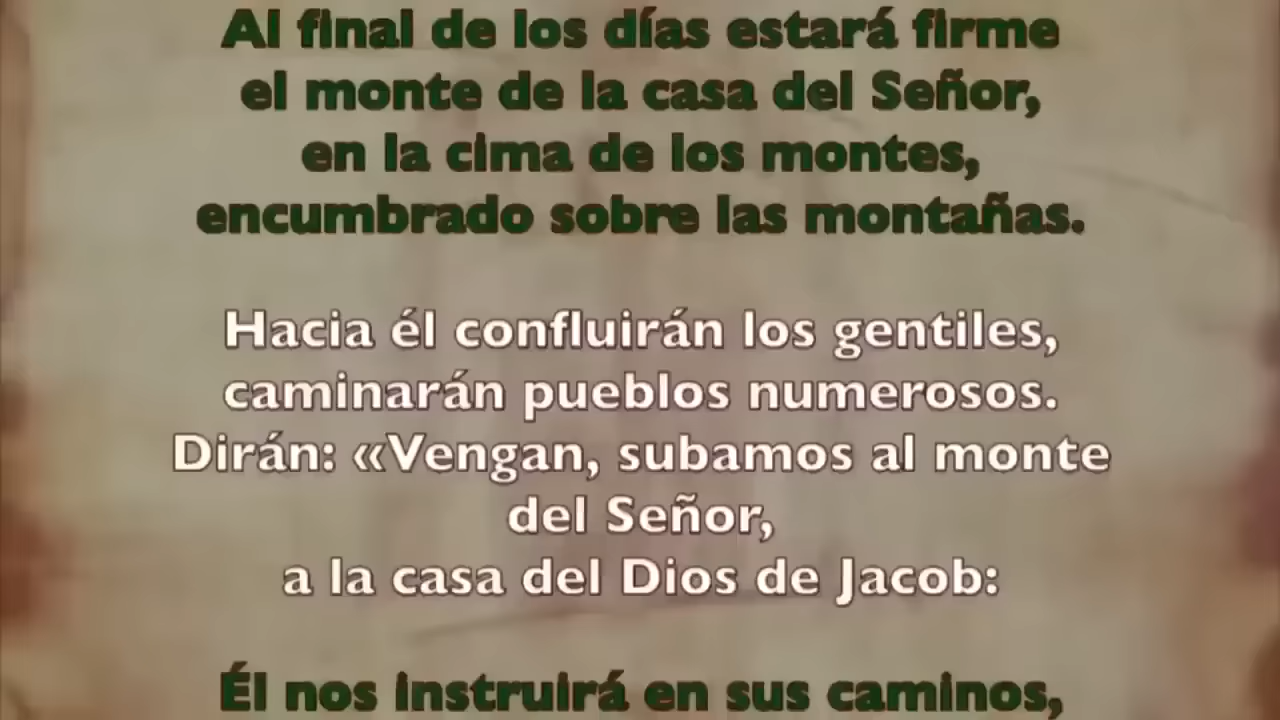 Al final de los días estará firme
el monte de la casa del Señor,
en la cima de los montes,
encumbrado sobre las montañas.
Hacia él confluirán los gentiles,
caminarán pueblos numerosos.
Dirán: «Vengan, subamos al monte
del Señor,
a la casa del Dios de Jacob:
Él nos instruirá en sus caminos,